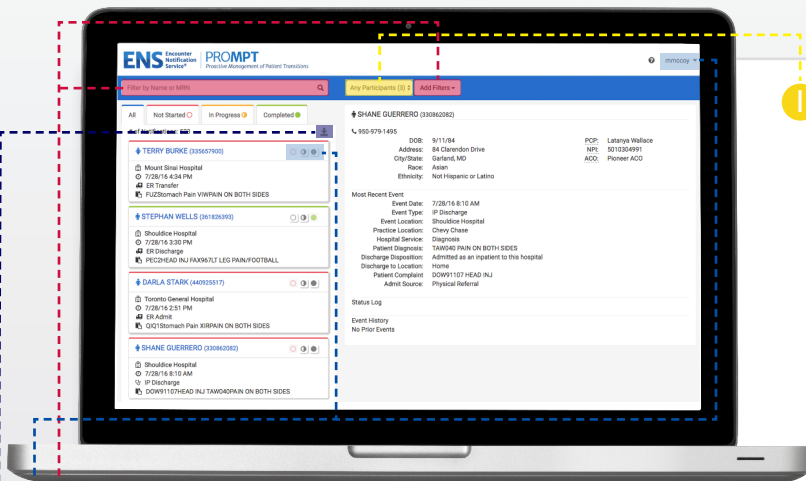 ENS Encounter Notification Service® PROMPT
Proactive Management of Patient Transitions
mmccoy
Filter by Name or MRN
Any Participants (3)
Add Filters
All
Not Started
In Progress
Completed
# of Notifications:
TERRY BURKE (335657900)
Mount Sinai Hospital
7/28/16 4:34 PM
ER Transfer
FUZStomach Pain VIWPAIN ON BOTH SIDES
STEPHAN WELLS (361826393)
Shouldice Hospital
7/28/16 3:30 PM
ER Discharge
PEC2HEAD INJ FAX967LT LEG PAIN/FOOTBALL
DARLA STARK (440925517)
Toronto General Hospital
7/28/16 2:51 PM
ER Admit
QIQ1Stomach Pain XIRPAIN ON BOTH SIDES
SHANE GUERRERO (330862082)
Shouldice Hospital
7/28/16 8:10 AM
IP Discharge
DOW91107HEAD INJ TAW040PAIN ON BOTH SIDES
SHANE GUERRERO (330862082)
950-979-1495
DOB: 9/11/84
Address: 84 Clarendon Drive
City/State: Garland, MD
Race: Asian
Ethnicity: Not Hispanic or Latino
PCP: Latanya Wallace
NPI: 5010304991
ACO: Pioneer ACO
Most Recent Event
Event Date: 7/28/16 8:10 AM
Event Type: IP Discharge
Event Location: Shouldice Hospital
Practice Location: Chevy Chase
Hospital Service: Diagnosis
Patient Diagnosis: TAW040 PAIN ON BOTH SIDES
Discharge Disposition: Admitted as an inpatient to this hospital
Discharge to Location: Home
Patient Complaint DOW91107 HEAD INJ
Admit Source: Physical Referral
Status Log
Event History
No Prior Events